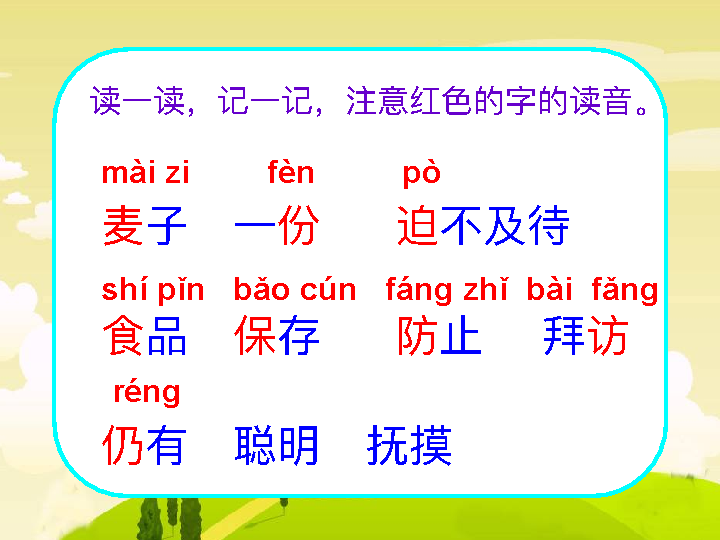 读一读，记一记，注意红色的字的读音。
mài zi fèn pò
麦子 一份 迫不及待
shí pǐn bǎo cún fáng zhǐ bài fǎng
食品 保存 防止 拜访
réng
仍有 聪明 抚摸